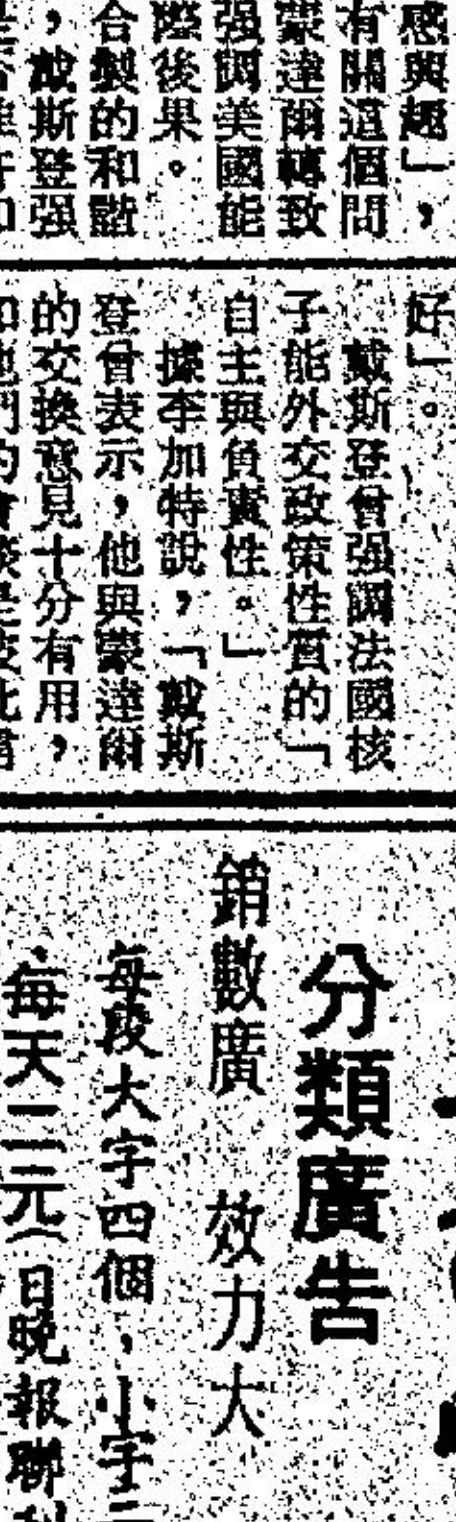 感興趣」，
有關這個問
蒙達爾轉致
强調美國能
際後果。
合製的和諧
，戴斯登强
好」。
戴斯登曾强調法國核
子能外交政策性質的「
自主與負責性。」
據李加特說，「戴斯
登曾表示，他與蒙達爾
的交換意見十分有用，
分類廣告
銷數廣 效力大
每段大字四個，小字
每天三元（日晚報聯